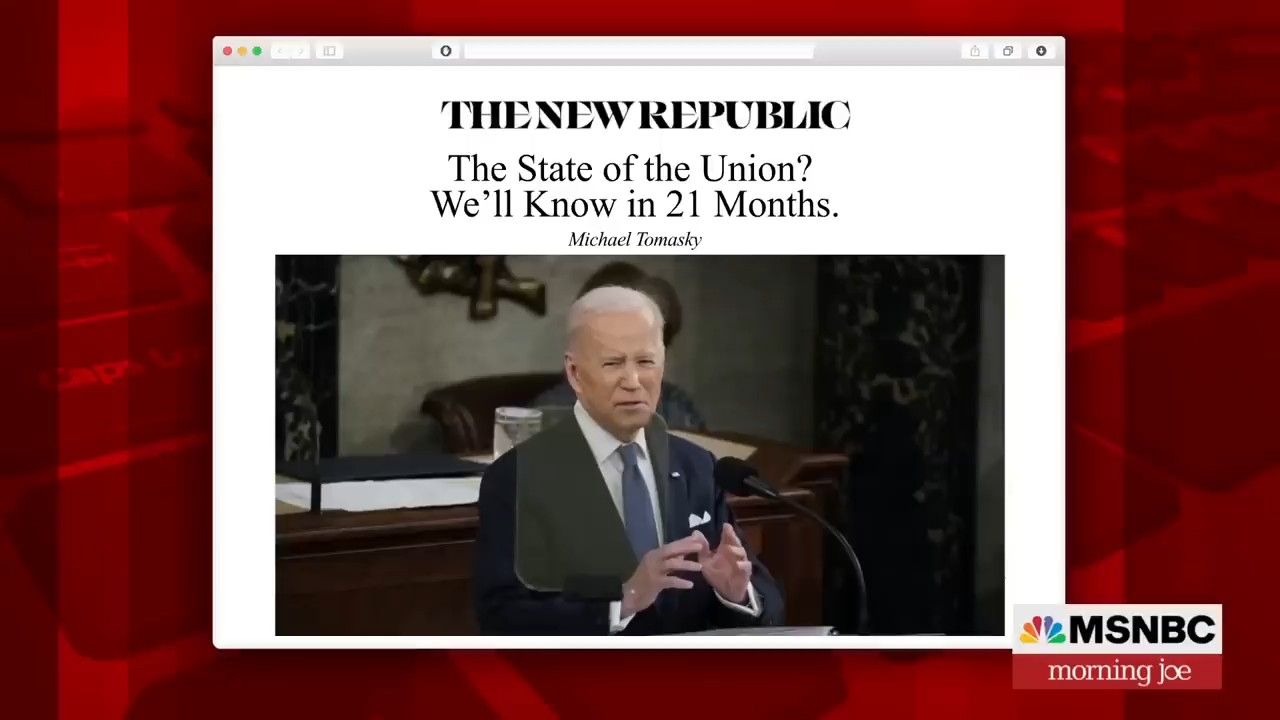 THE NEW REPUBLIC
The State of the Union?
We'll Know in 21 Months.
Michael Tomasky
MSNBC
morning joe